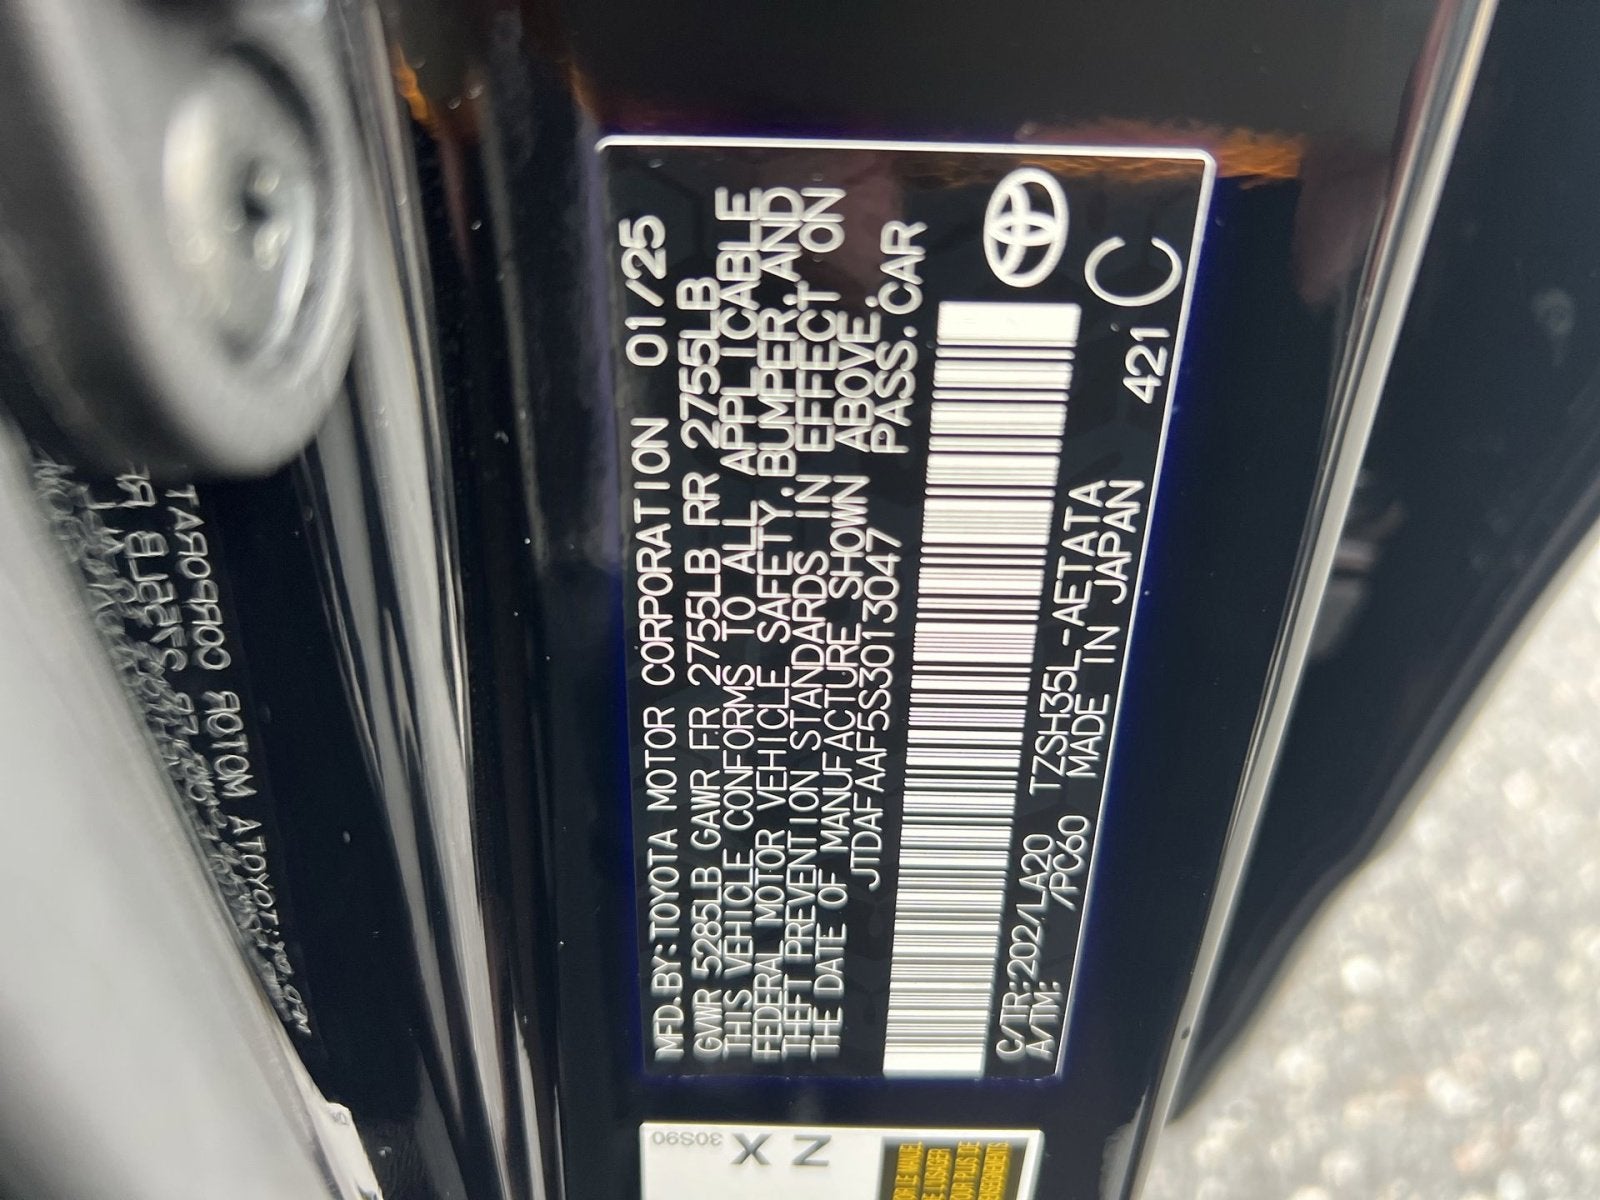 MFD.BY:TOYOTA MOTOR CORPORATION 01/25
GVWR 5285LB GAWR FR 2755LB RR 2755LB
THIS VEHICLE CONFORMS TO ALL APPLICABLE
FEDERAL MOTOR VEHICLE SAFETY,BUMPER,AND
THEFT PREVENTION STANDARDS IN EFFECT ON
THE DATE OF MANUFACTURE SHOWN ABOVE.
JTDAFAAF5S3013047 PASS.CAR
C/TR:202/LA20 TZSH35L-AETATA 421 C
A/TM: /PC60 MADE IN JAPAN
30S90
X Z